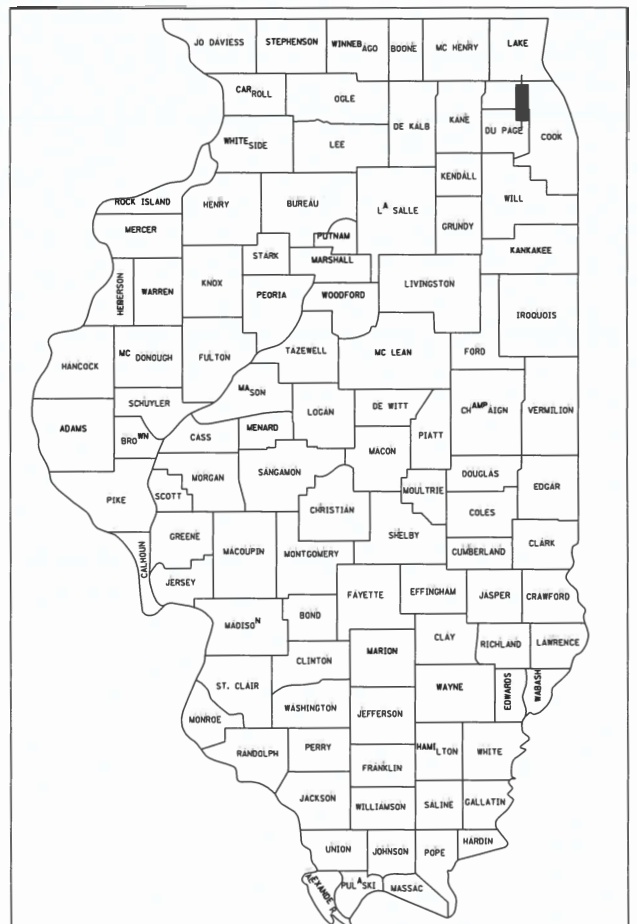 JO DAVIESS STEPHENSON WINNEBAGO BOONE MC HENRY LAKE
CARROLL OGLE DE KALB KANE DU PAGE COOK
WHITESIDE LEE
KENDALL
ROCK ISLAND HENRY BUREAU LA SALLE WILL
MERCER PUTNAM GRUNDY
STARK MARSHALL KANKAKEE
HEBERSON WARREN KNOX PEORIA WOODFORD LIVINGSTON
IROQUOIS
HANCOCK MC DONOUGH FULTON TAZEWELL MC LEAN FORD
MASON
SCHUYLER LOGAN DE WITT CHAMPAIGN VERMILION
ADAMS BROWN CASS MENARD PIATT
MACON
PIKE SCOTT MORGAN SANGAMON MOULTRIE DOUGLAS EDGAR
CHRISTIAN COLES
CALHOUN GREENE MACOUPIN MONTGOMERY SHELBY CUMBERLAND CLARK
JERSEY
FAYETTE EFFINGHAM JASPER CRAWFORD
MADISON BOND
CLINTON MARION CLAY RICHLAND LAWRENCE
ST. CLAIR WAYNE EDWARDS WABASH
MONROE WASHINGTON JEFFERSON
RANDOLPH PERRY HAMILTON WHITE
FRANKLIN
JACKSON WILLIAMSON SALINE GALLATIN
UNION JOHNSON POPE HARDIN
ALEXANDER PULASKI MASSAC